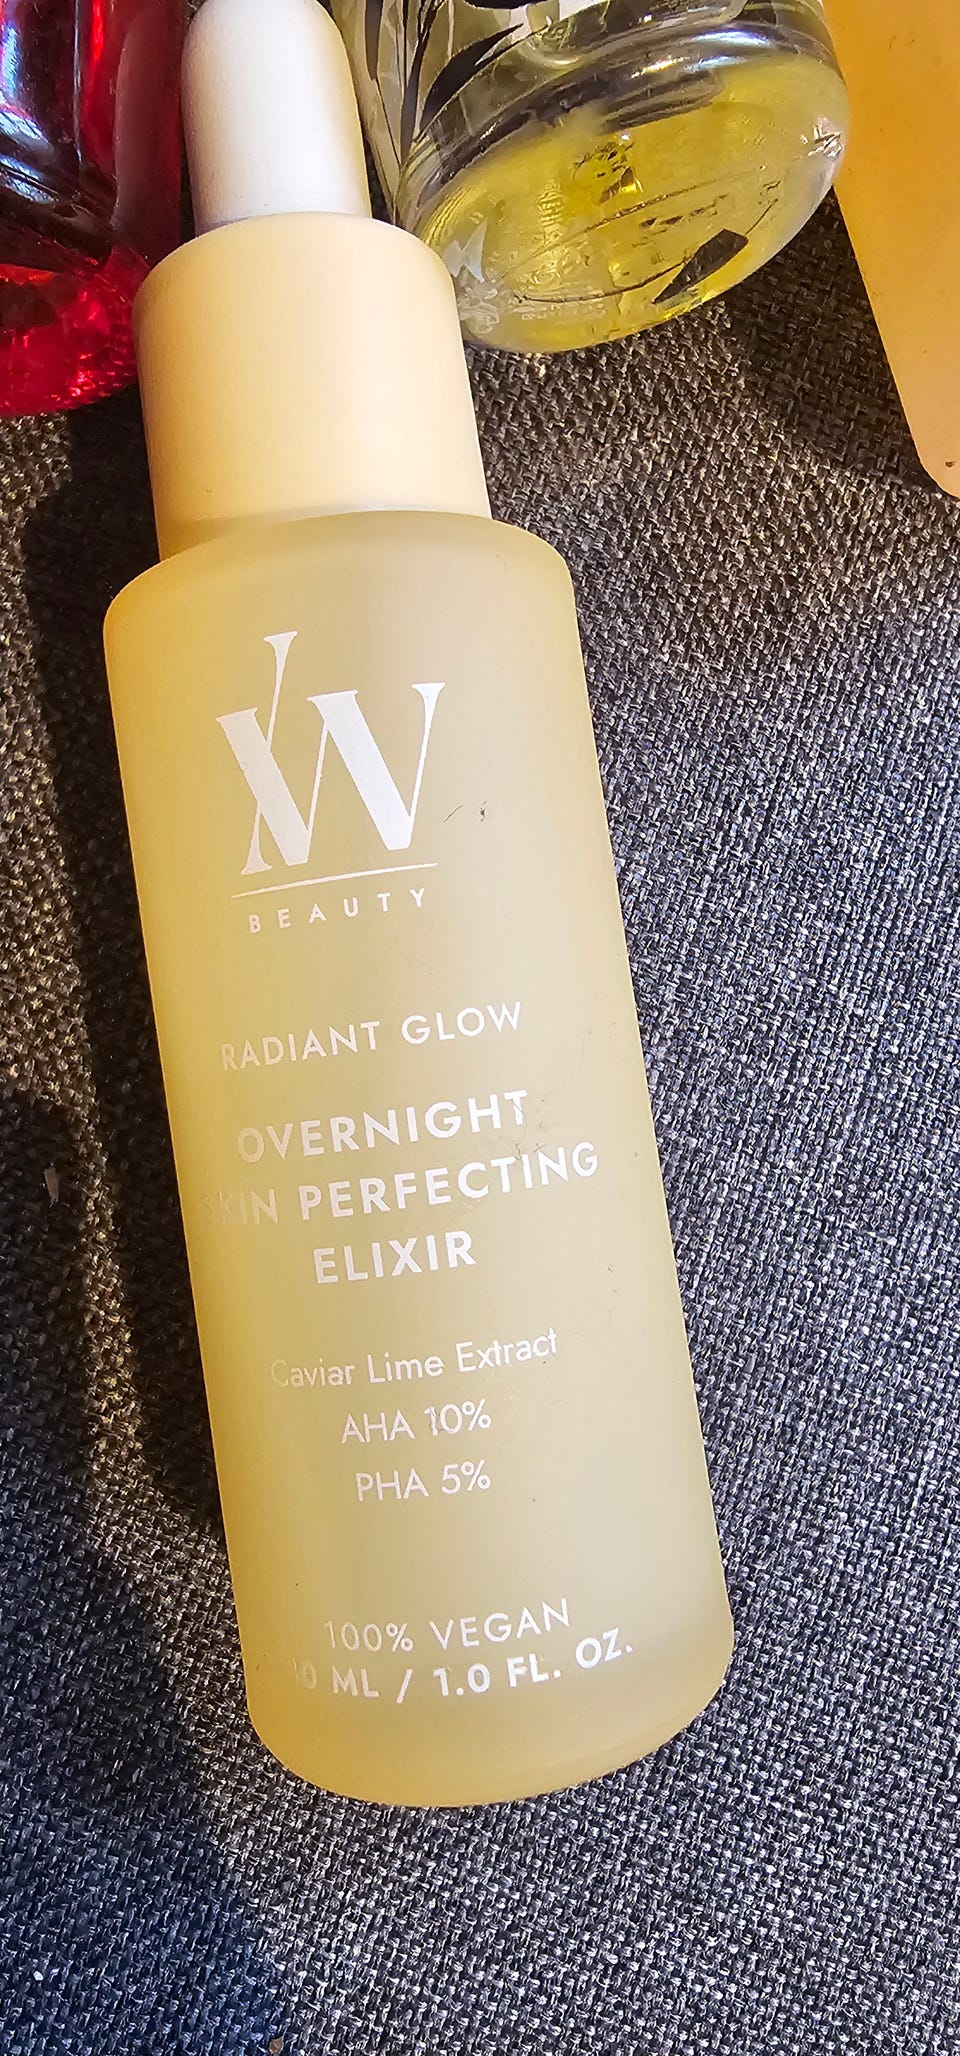 BEAUTY
RADIANT GLOW
OVERNIGHT
SKIN PERFECTING
ELIXIR
Caviar Lime Extract
AHA 10%
PHA 5%
100% VEGAN
ML / 1.0 FL. OZ.